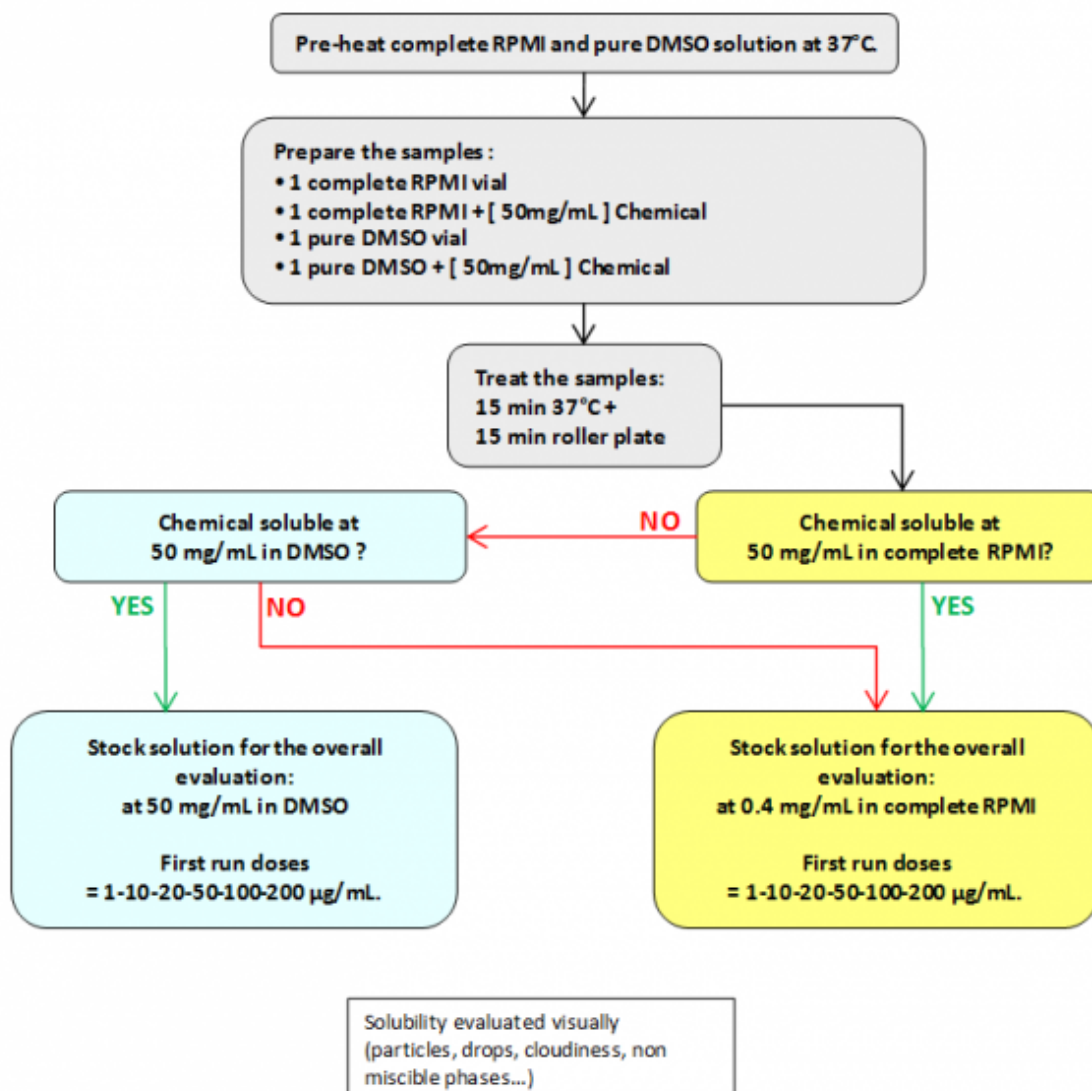 Pre-heat complete RPMI and pure DMSO solution at 37°C.
Prepare the samples :
• 1 complete RPMI vial
• 1 complete RPMI + [ 50mg/mL ] Chemical
• 1 pure DMSO vial
• 1 pure DMSO + [ 50mg/mL ] Chemical
Treat the samples:
15 min 37°C +
15 min roller plate
Chemical soluble at
50 mg/mL in DMSO ?
NO
Chemical soluble at
50 mg/mL in complete RPMI?
YES
NO
YES
Stock solution for the overall
evaluation:
at 50 mg/mL in DMSO
First run doses
= 1-10-20-50-100-200 µg/mL.
Stock solution for the overall
evaluation:
at 0.4 mg/mL in complete RPMI
First run doses
= 1-10-20-50-100-200 µg/mL.
Solubility evaluated visually
(particles, drops, cloudiness, non
miscible phases...)